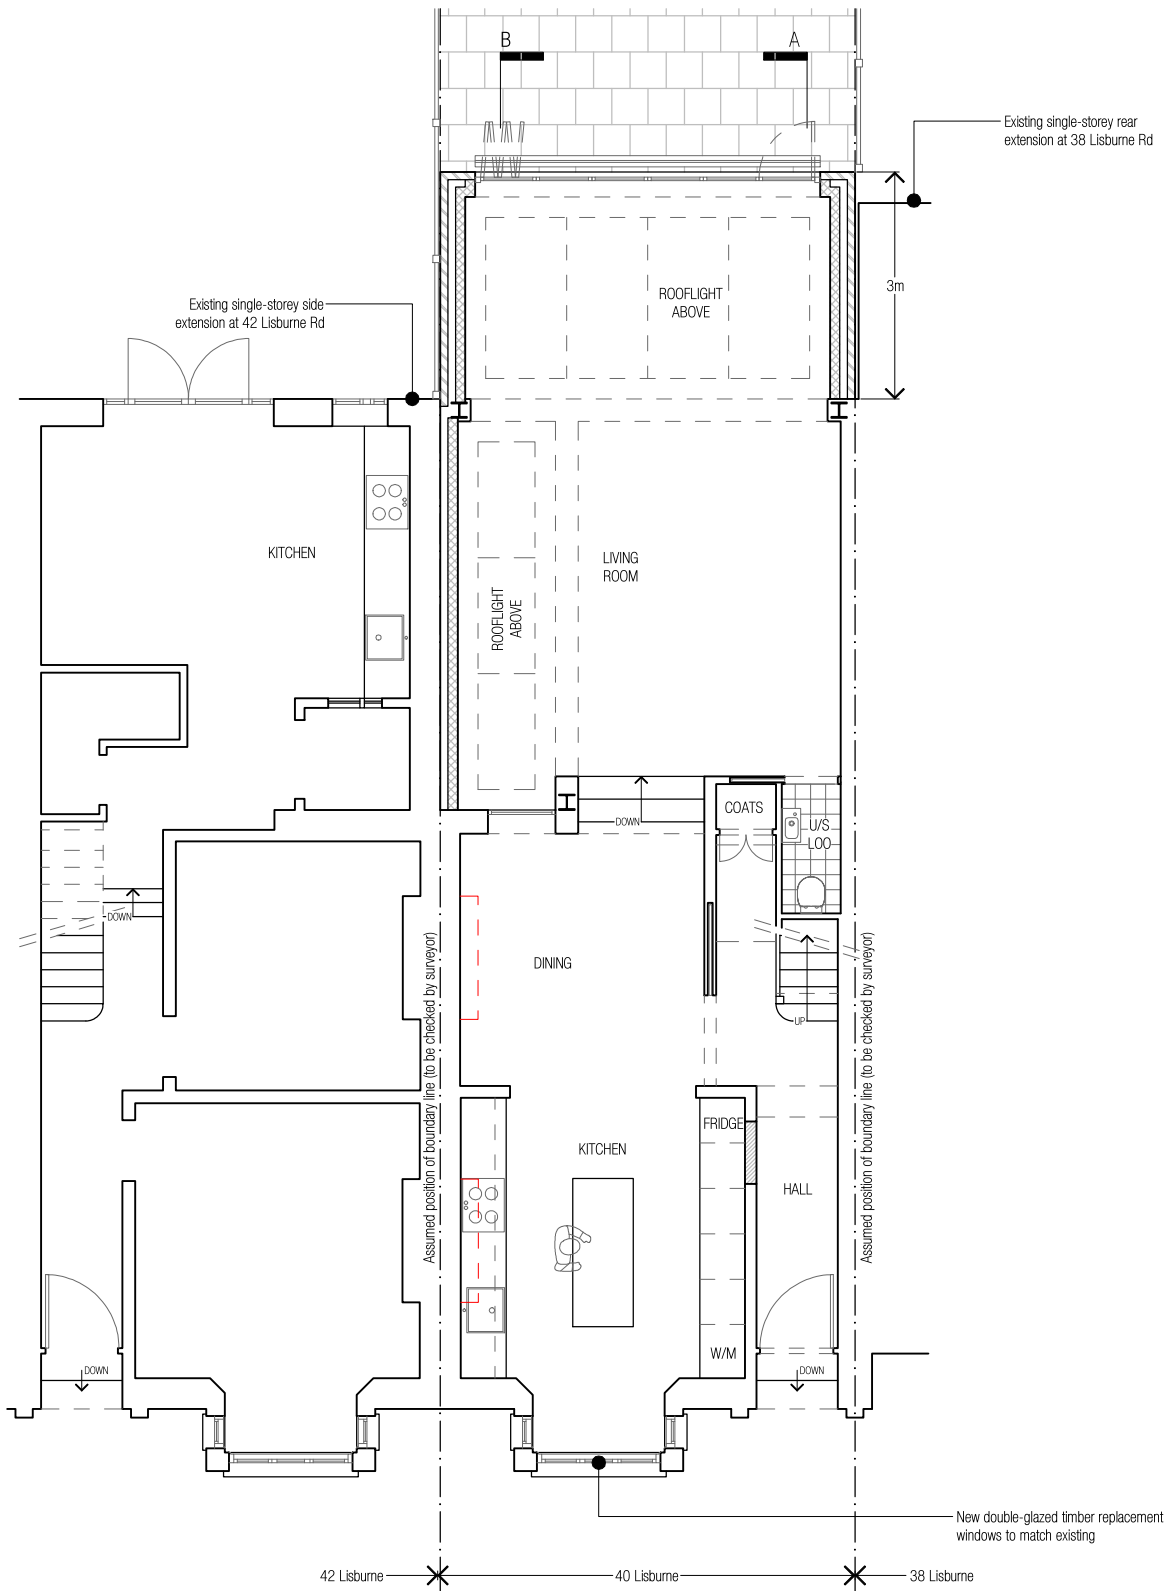 B
A
Existing single-storey rear
extension at 38 Lisburne Rd
3m
ROOFLIGHT
ABOVE
Existing single-storey side
extension at 42 Lisburne Rd
KITCHEN
LIVING
ROOM
ROOFLIGHT
ABOVE
COATS
U/S
LOO
DOWN
DOWN
DINING
UP
Assumed position of boundary line (to be checked by surveyor)
Assumed position of boundary line (to be checked by surveyor)
FRIDGE
KITCHEN
HALL
W/M
DOWN
DOWN
New double-glazed timber replacement
windows to match existing
42 Lisburne
40 Lisburne
38 Lisburne